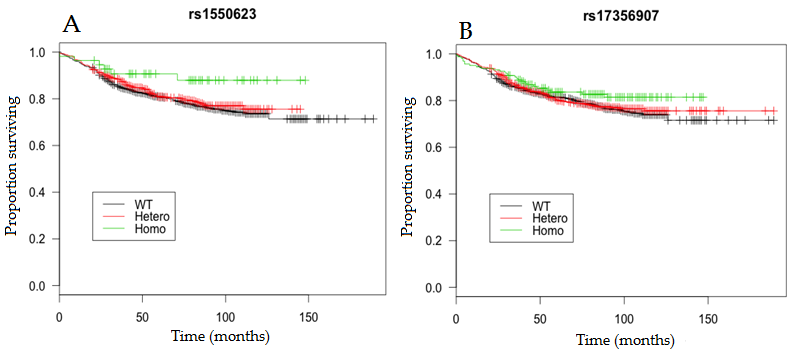 A
rs1550623
Proportion surviving
1.0
0.8
0.6
0.4
0.2
0.0
WT
Hetero
Homo
0 50 100 150
Time (months)
B
rs17356907
Proportion surviving
1.0
0.8
0.6
0.4
0.2
0.0
WT
Hetero
Homo
0 50 100 150
Time (months)